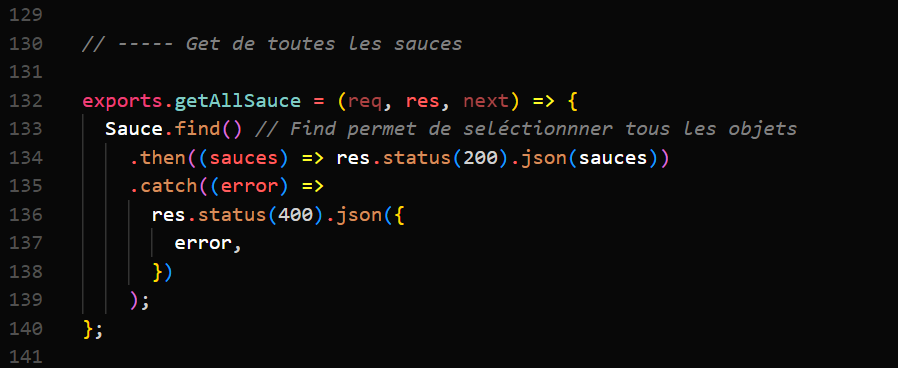 129
130 // ----- Get de toutes les sauces
131
132 exports.getAllSauce = (req, res, next) => {
133 Sauce.find() // Find permet de seléctionnner tous les objets
134 .then((sauces) => res.status(200).json(sauces))
135 .catch((error) =>
136 res.status(400).json({
137 error,
138 })
139 );
140 };
141